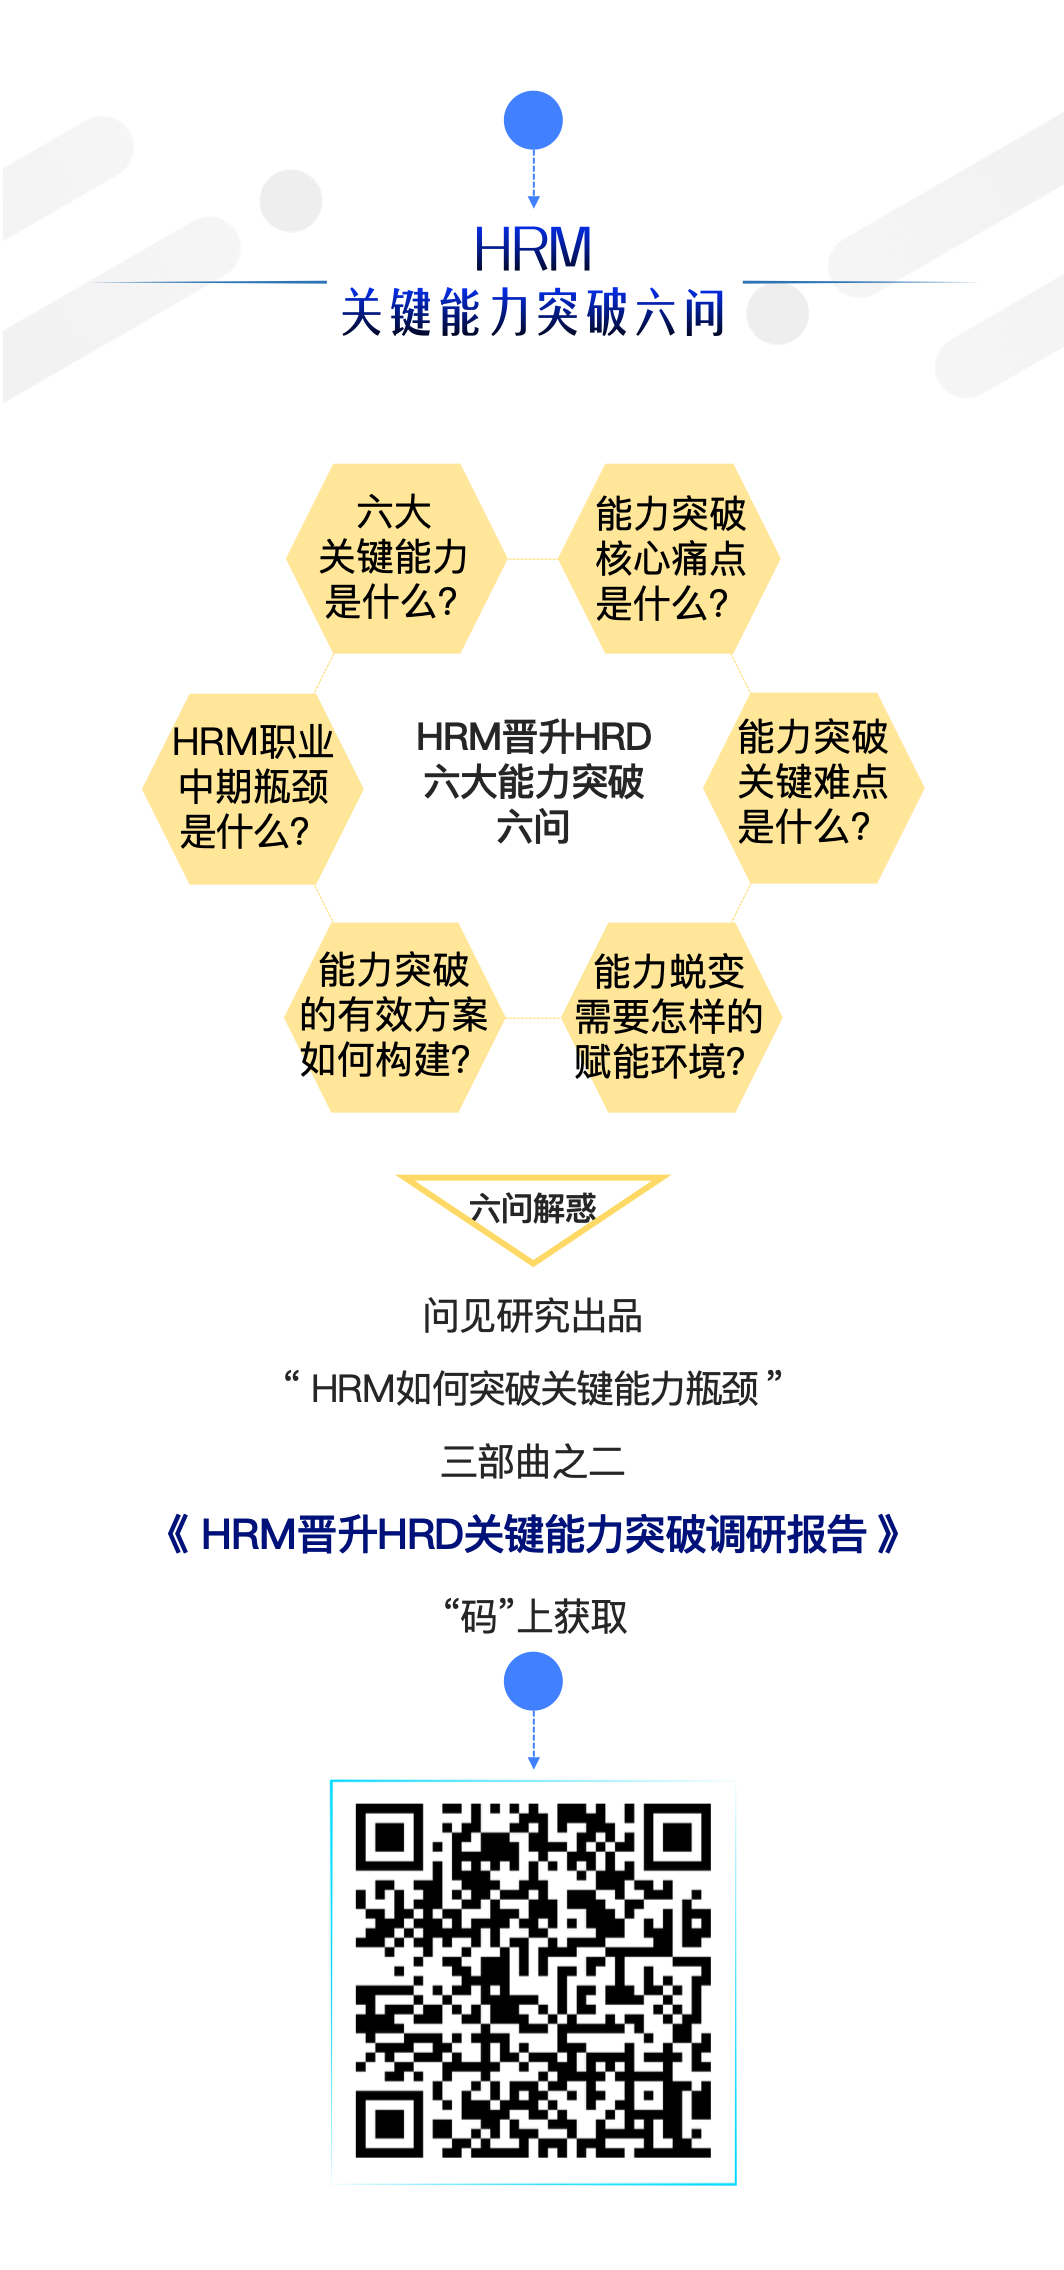 HRM
关键能力突破六问
六大
关键能力
是什么?
能力突破
核心痛点
是什么?
HRM职业
中期瓶颈
是什么?
HRM晋升HRD
六大能力突破
六问
能力突破
关键难点
是什么?
能力突破
的有效方案
如何构建?
能力蜕变
需要怎样的
赋能环境?
六问解惑
问见研究出品
“ HRM如何突破关键能力瓶颈 ”
三部曲之二
《 HRM晋升HRD关键能力突破调研报告 》
“码”上获取